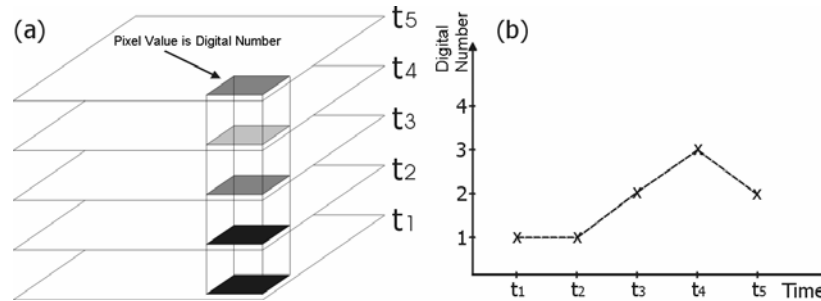 (a)
Pixel Value is Digital Number
t5
t4
t3
t2
t1
(b)
Digital
Number
4
3
2
1
t1 t2 t3 t4 t5 Time